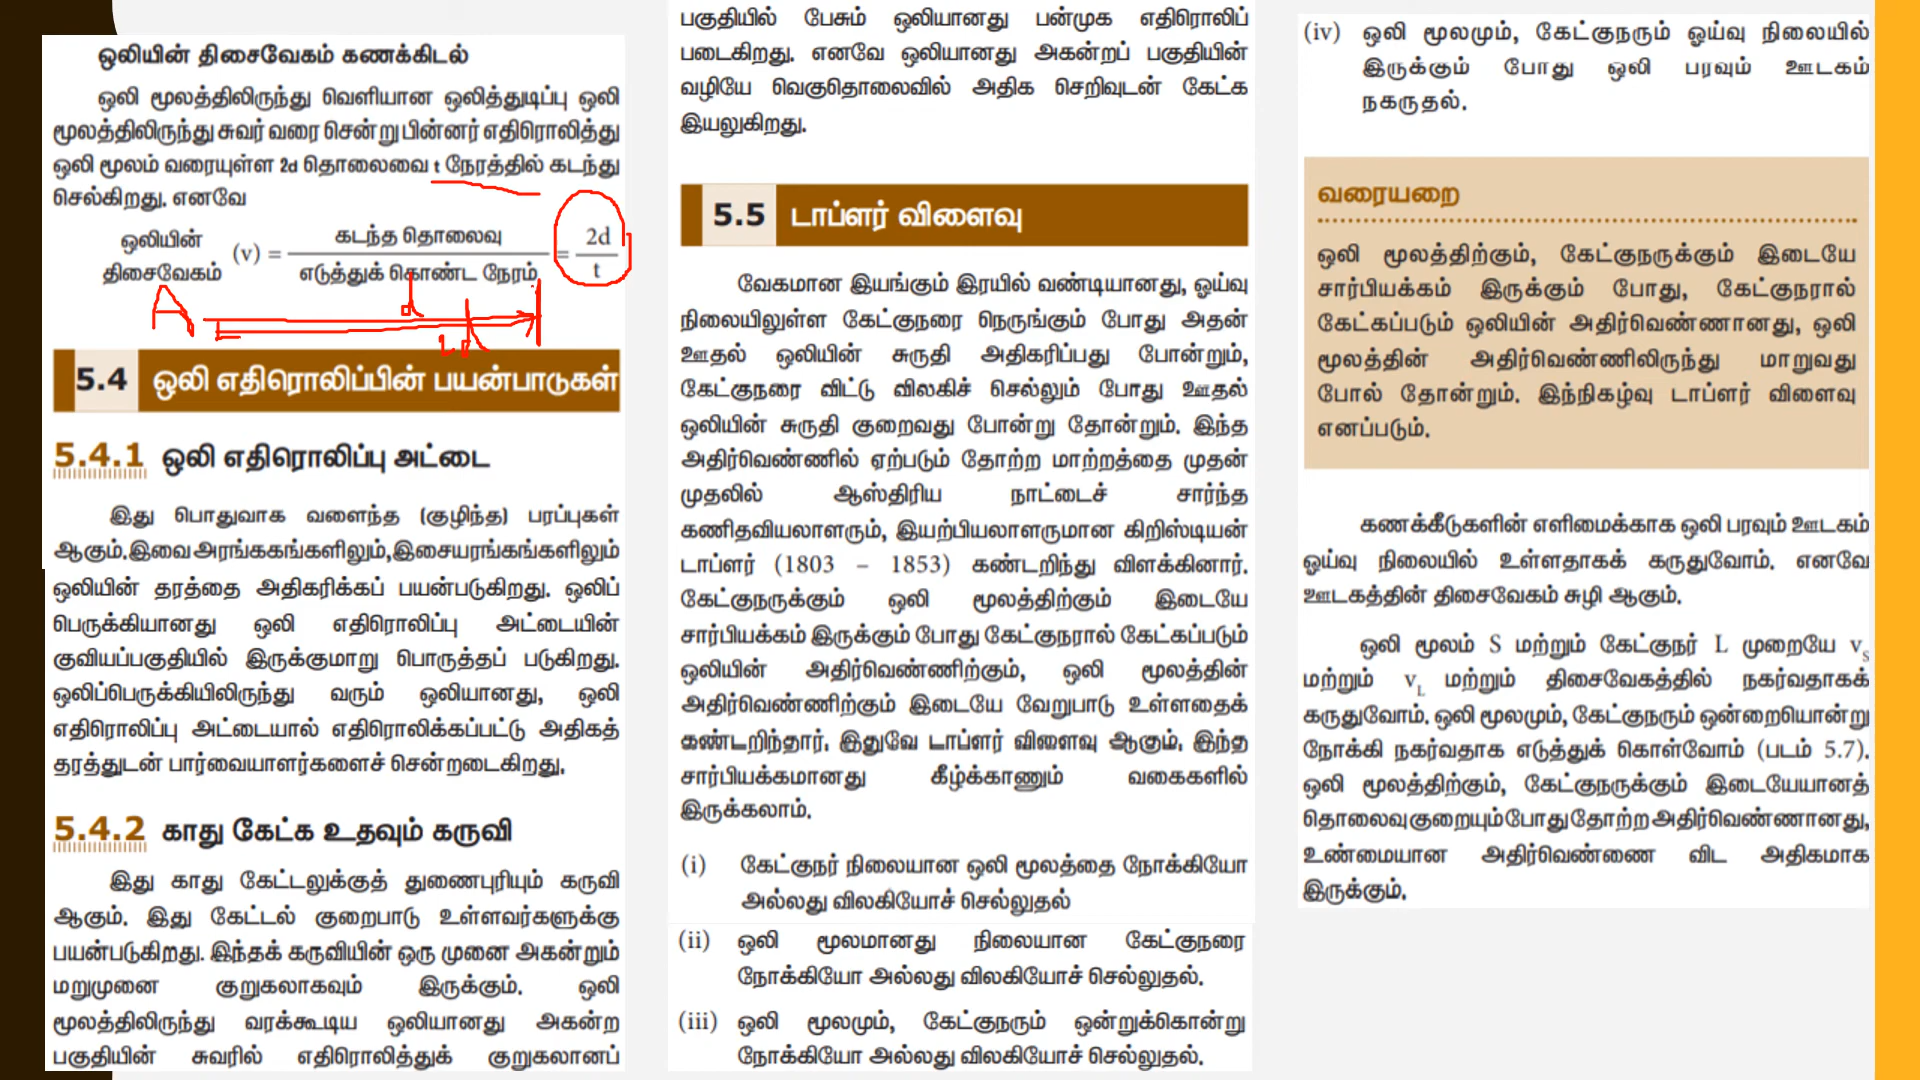 ஒலியின் திசைவேகம் கணக்கிடல்
ஒலி மூலத்திலிருந்து வெளியான ஒலித்துடிப்பு ஒலி
மூலத்திலிருந்து சுவர் வரை சென்று பின்னர் எதிரொலித்து
ஒலி மூலம் வரையுள்ள 2d தொலைவை t நேரத்தில் கடந்து
செல்கிறது. எனவே
ஒலியின் திசைவேகம் (v) = கடந்த தொலைவு / எடுத்துக் கொண்ட நேரம் = 2d / t
d
5.4 ஒலி எதிரொலிப்பின் பயன்பாடுகள்
5.4.1 ஒலி எதிரொலிப்பு அட்டை
இது பொதுவாக வளைந்த (குழிந்த) பரப்புகள்
ஆகும்.இவை அரங்ககங்களிலும்,இசையரங்கங்களிலும்
ஒலியின் தரத்தை அதிகரிக்கப் பயன்படுகிறது. ஒலிப்
பெருக்கியானது ஒலி எதிரொலிப்பு அட்டையின்
குவியப்பகுதியில் இருக்குமாறு பொருத்தப் படுகிறது.
ஒலிப்பெருக்கியிலிருந்து வரும் ஒலியானது, ஒலி
எதிரொலிப்பு அட்டையால் எதிரொலிக்கப்பட்டு அதிகத்
தரத்துடன் பார்வையாளர்களைச் சென்றடைகிறது.
5.4.2 காது கேட்க உதவும் கருவி
இது காது கேட்டலுக்குத் துணைபுரியும் கருவி
ஆகும். இது கேட்டல் குறைபாடு உள்ளவர்களுக்கு
பயன்படுகிறது. இந்தக் கருவியின் ஒரு முனை அகன்றும்
மறுமுனை குறுகலாகவும் இருக்கும். ஒலி
மூலத்திலிருந்து வரக்கூடிய ஒலியானது அகன்ற
பகுதியின் சுவரில் எதிரொலித்துக் குறுகலானப்
பகுதியில் பேசும் ஒலியானது பன்முக எதிரொலிப்
படைகிறது. எனவே ஒலியானது அகன்றப் பகுதியின்
வழியே வெகுதொலைவில் அதிக செறிவுடன் கேட்க
இயலுகிறது.
5.5 டாப்ளர் விளைவு
வேகமான இயங்கும் இரயில் வண்டியானது, ஓய்வு
நிலையிலுள்ள கேட்குநரை நெருங்கும் போது அதன்
ஊதல் ஒலியின் சுருதி அதிகரிப்பது போன்றும்,
கேட்குநரை விட்டு விலகிச் செல்லும் போது ஊதல்
ஒலியின் சுருதி குறைவது போன்று தோன்றும். இந்த
அதிர்வெண்ணில் ஏற்படும் தோற்ற மாற்றத்தை முதன்
முதலில் ஆஸ்திரிய நாட்டைச் சார்ந்த
கணிதவியலாளரும், இயற்பியலாளருமான கிறிஸ்டியன்
டாப்ளர் (1803 – 1853) கண்டறிந்து விளக்கினார்.
கேட்குநருக்கும் ஒலி மூலத்திற்கும் இடையே
சார்பியக்கம் இருக்கும் போது கேட்குநரால் கேட்கப்படும்
ஒலியின் அதிர்வெண்ணிற்கும், ஒலி மூலத்தின்
அதிர்வெண்ணிற்கும் இடையே வேறுபாடு உள்ளதைக்
கண்டறிந்தார். இதுவே டாப்ளர் விளைவு ஆகும். இந்த
சார்பியக்கமானது கீழ்க்காணும் வகைகளில்
இருக்கலாம்.
(i) கேட்குநர் நிலையான ஒலி மூலத்தை நோக்கியோ
அல்லது விலகியோச் செல்லுதல்
(ii) ஒலி மூலமானது நிலையான கேட்குநரை
நோக்கியோ அல்லது விலகியோச் செல்லுதல்.
(iii) ஒலி மூலமும், கேட்குநரும் ஒன்றுக்கொன்று
நோக்கியோ அல்லது விலகியோச் செல்லுதல்.
(iv) ஒலி மூலமும், கேட்குநரும் ஓய்வு நிலையில்
இருக்கும் போது ஒலி பரவும் ஊடகம்
நகருதல்.
வரையறை
ஒலி மூலத்திற்கும், கேட்குநருக்கும் இடையே
சார்பியக்கம் இருக்கும் போது, கேட்குநரால்
கேட்கப்படும் ஒலியின் அதிர்வெண்ணானது, ஒலி
மூலத்தின் அதிர்வெண்ணிலிருந்து மாறுவது
போல் தோன்றும். இந்நிகழ்வு டாப்ளர் விளைவு
எனப்படும்.
கணக்கீடுகளின் எளிமைக்காக ஒலி பரவும் ஊடகம்
ஓய்வு நிலையில் உள்ளதாகக் கருதுவோம். எனவே
ஊடகத்தின் திசைவேகம் சுழி ஆகும்.
ஒலி மூலம் S மற்றும் கேட்குநர் L முறையே vS
மற்றும் vL மற்றும் திசைவேகத்தில் நகர்வதாகக்
கருதுவோம். ஒலி மூலமும், கேட்குநரும் ஒன்றையொன்று
நோக்கி நகர்வதாக எடுத்துக் கொள்வோம் (படம் 5.7).
ஒலி மூலத்திற்கும், கேட்குநருக்கும் இடையேயானத்
தொலைவு குறையும் போது தோற்ற அதிர்வெண்ணானது,
உண்மையான அதிர்வெண்ணை விட அதிகமாக
இருக்கும்.